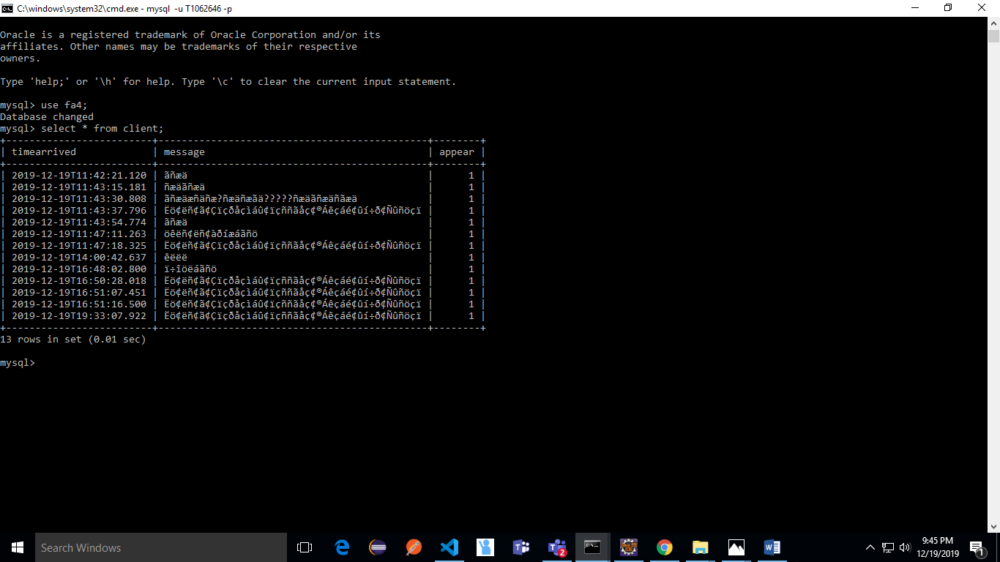 C:\windows\system32\cmd.exe - mysql  -u T1062646 -p
Oracle is a registered trademark of Oracle Corporation and/or its
affiliates. Other names may be trademarks of their respective
owners.
Type 'help;' or '\h' for help. Type '\c' to clear the current input statement.
mysql> use fa4;
Database changed
mysql> select * from client;
+-------------------------+----------------------------------------------+--------+
| timearrived             | message                                      | appear |
+-------------------------+----------------------------------------------+--------+
| 2019-12-19T11:42:21.120 | ãñæä                                         |      1 |
| 2019-12-19T11:43:15.181 | ñæäãñæä                                      |      1 |
| 2019-12-19T11:43:30.808 | ãñæäæñäñæ?ñæäñæãä?????ñæäãñæäñãæä            |      1 |
| 2019-12-19T11:43:37.796 | Ëö¢ëñ¢ã¢Çïçðåçìáû¢ïçññãåç¢®Áêçáé¢ûí÷ð¢Ñûñöçï |      1 |
| 2019-12-19T11:43:54.774 | ãñæä                                         |      1 |
| 2019-12-19T11:47:11.263 | öêëñ¢ëñ¢àðíæáãñö                             |      1 |
| 2019-12-19T11:47:18.325 | Ëö¢ëñ¢ã¢Çïçðåçìáû¢ïçññãåç¢®Áêçáé¢ûí÷ð¢Ñûñöçï |      1 |
| 2019-12-19T14:00:42.637 | êëëë                                         |      1 |
| 2019-12-19T16:48:02.800 | ï÷îöëáãñö                                    |      1 |
| 2019-12-19T16:50:28.018 | Ëö¢ëñ¢ã¢Çïçðåçìáû¢ïçññãåç¢®Áêçáé¢ûí÷ð¢Ñûñöçï |      1 |
| 2019-12-19T16:51:07.451 | Ëö¢ëñ¢ã¢Çïçðåçìáû¢ïçññãåç¢®Áêçáé¢ûí÷ð¢Ñûñöçï |      1 |
| 2019-12-19T16:51:16.500 | Ëö¢ëñ¢ã¢Çïçðåçìáû¢ïçññãåç¢®Áêçáé¢ûí÷ð¢Ñûñöçï |      1 |
| 2019-12-19T19:33:07.922 | Ëö¢ëñ¢ã¢Çïçðåçìáû¢ïçññãåç¢®Áêçáé¢ûí÷ð¢Ñûñöçï |      1 |
+-------------------------+----------------------------------------------+--------+
13 rows in set (0.01 sec)
mysql>
Search Windows
2
9:45 PM
12/19/2019
1